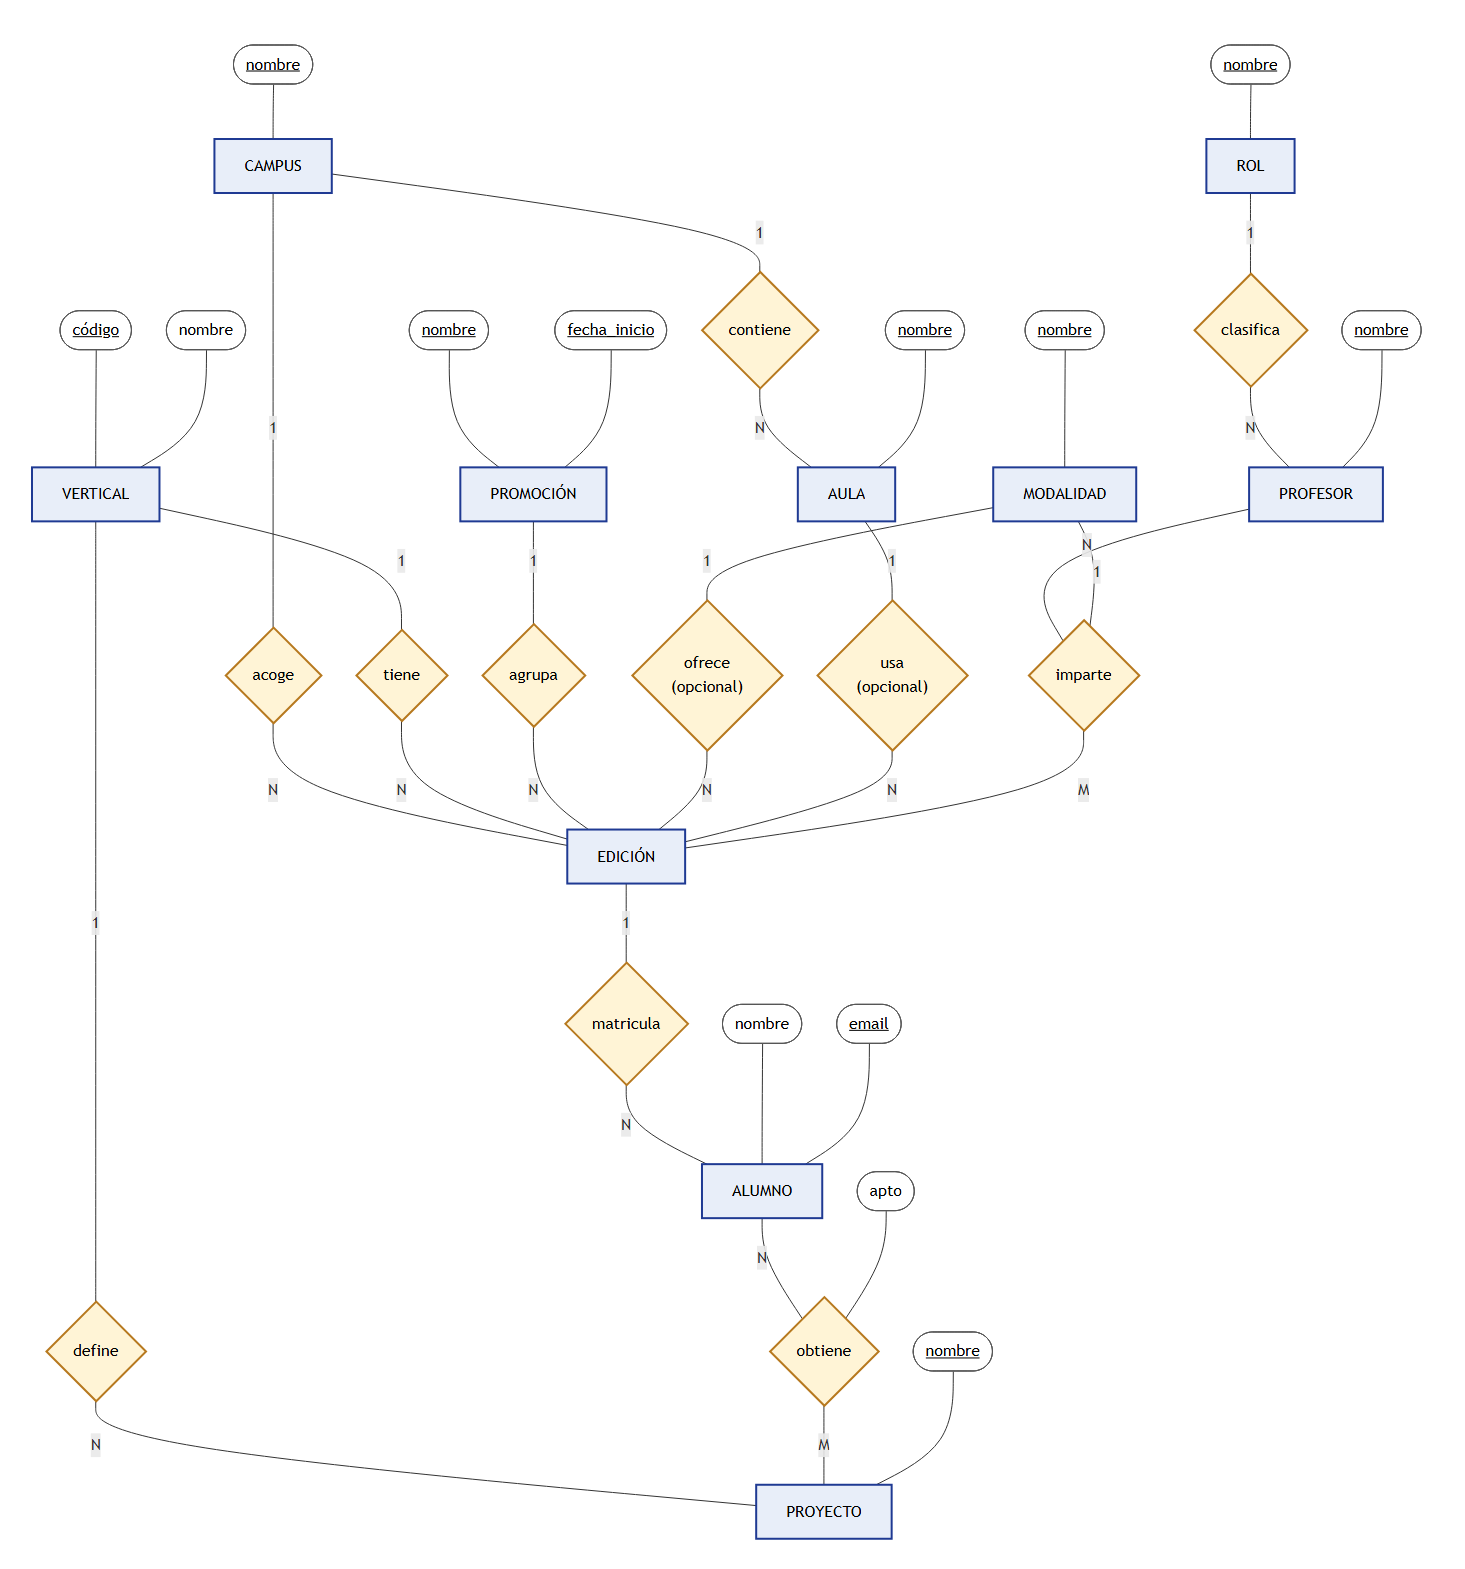 nombre
nombre
CAMPUS
ROL
1
1
código
nombre
nombre
fecha_inicio
contiene
nombre
nombre
clasifica
nombre
1
N
N
VERTICAL
PROMOCIÓN
AULA
MODALIDAD
PROFESOR
N
1
1
1
1
1
acoge
tiene
agrupa
ofrece
(opcional)
usa
(opcional)
imparte
N
N
N
N
N
M
EDICIÓN
1
1
matricula
nombre
email
N
ALUMNO
apto
N
define
obtiene
nombre
N
M
PROYECTO